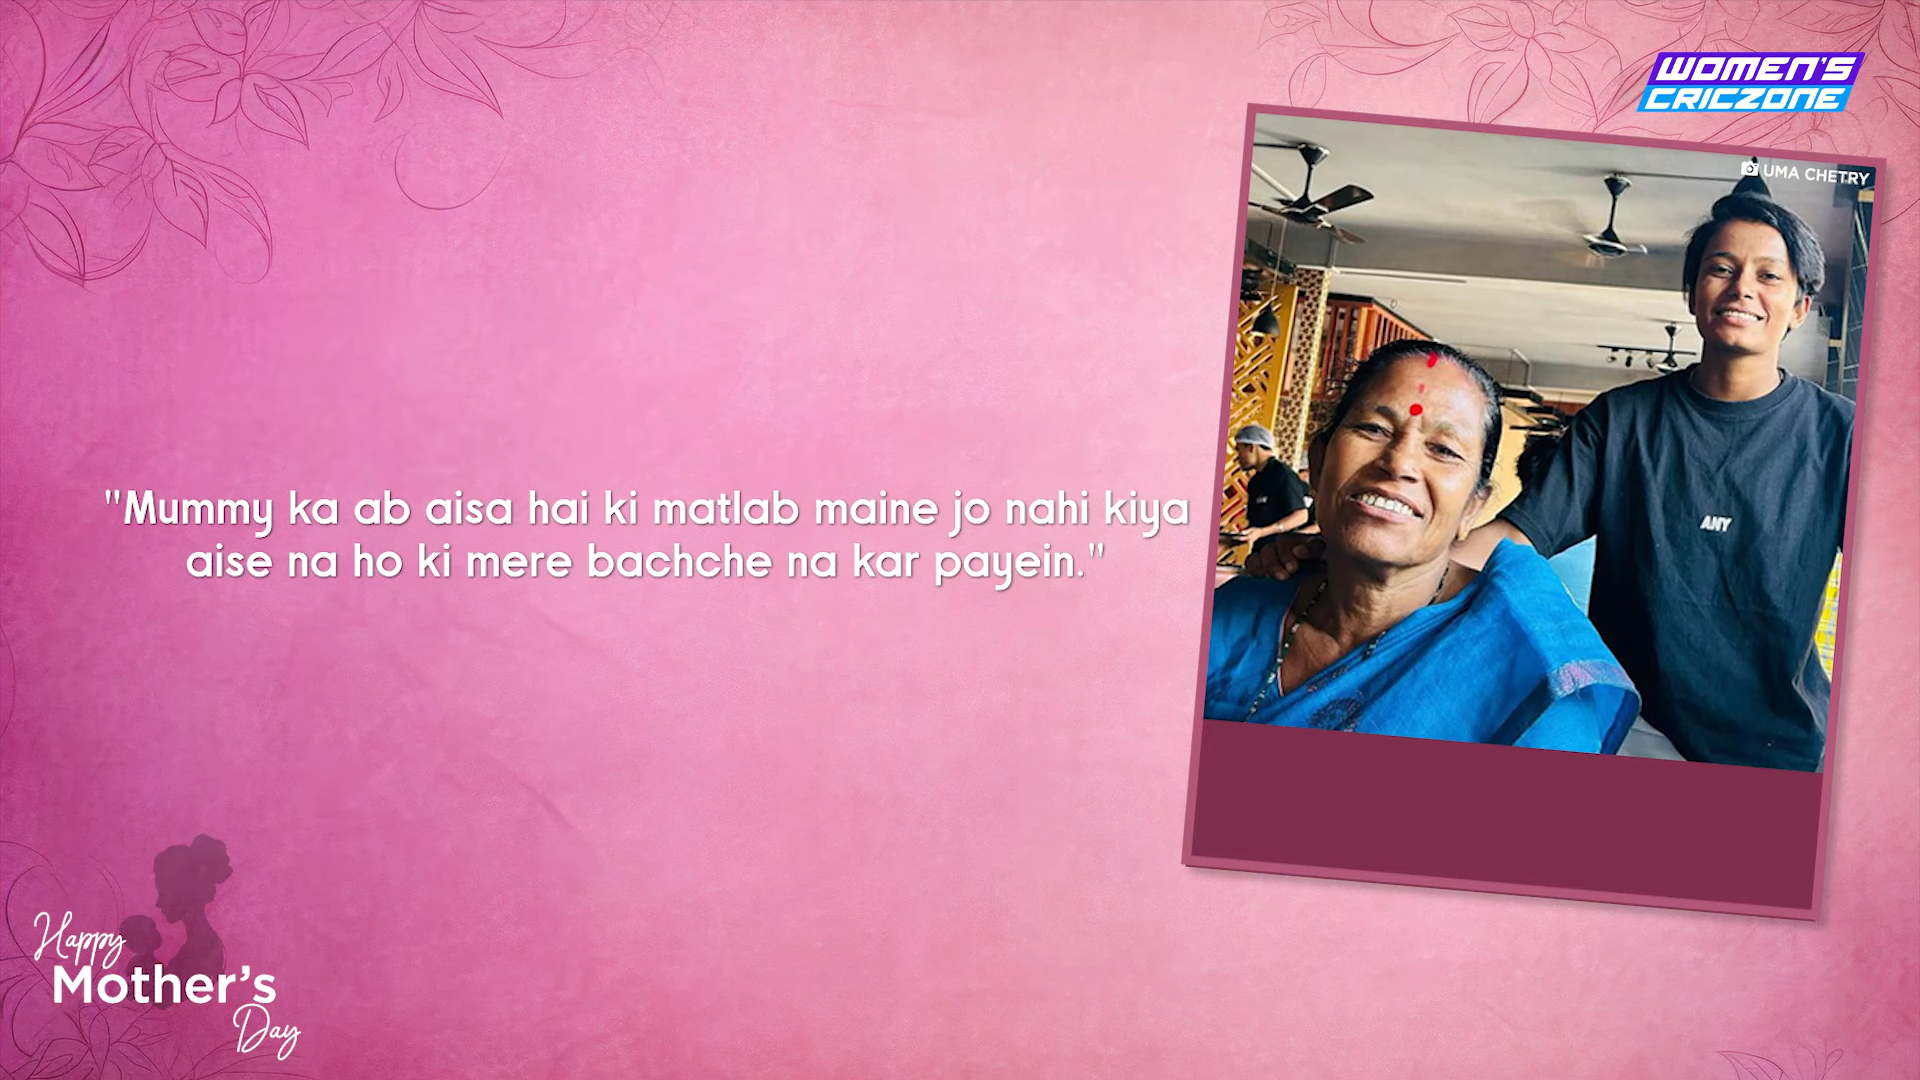 WOMEN'S
CRICZONE
UMA CHETRY
"Mummy ka ab aisa hai ki matlab maine jo nahi kiya
aise na ho ki mere bachche na kar payein."
ANY
Happy
Mother's
Day